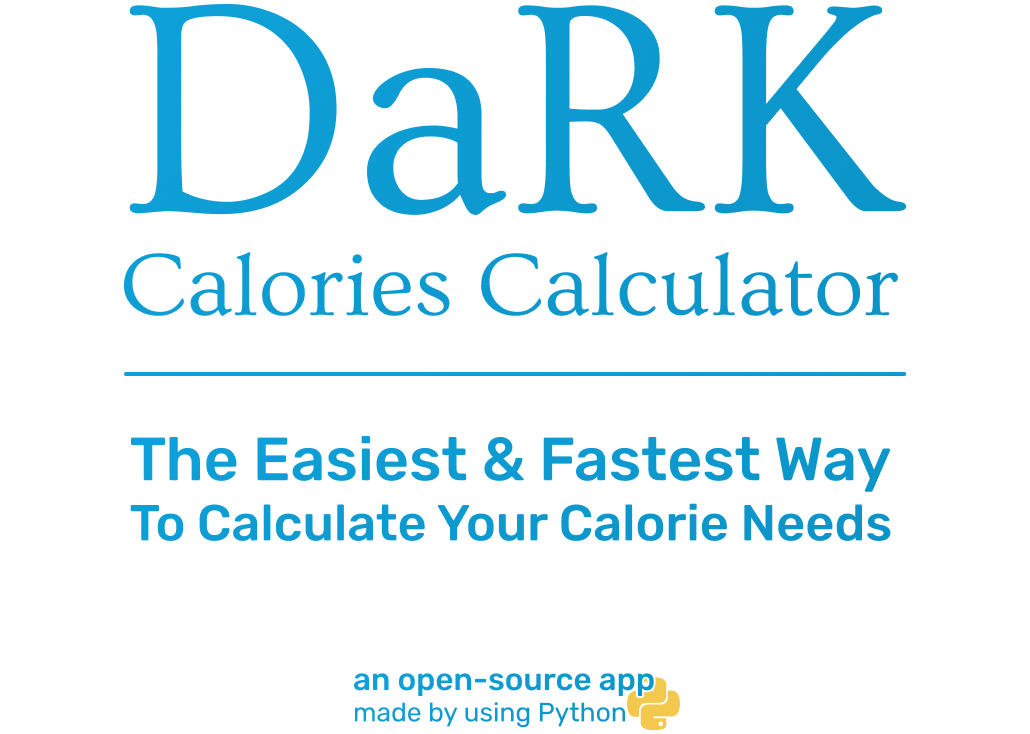 DaRK
Calories Calculator
The Easiest & Fastest Way
To Calculate Your Calorie Needs
an open-source app
made by using Python